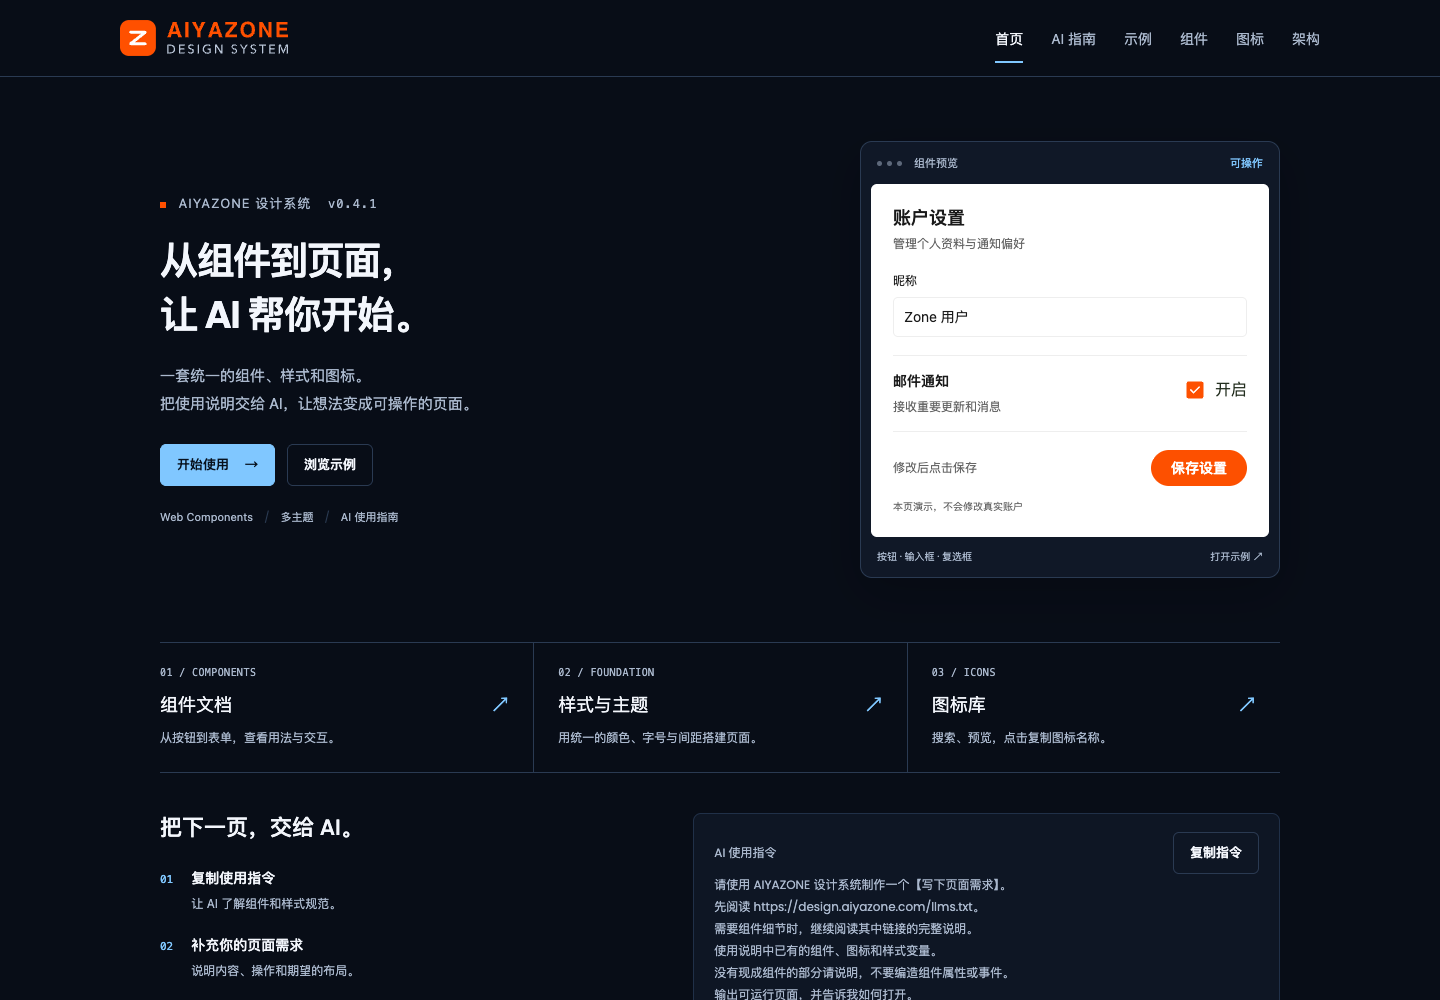 AIYAZONE
DESIGN SYSTEM
首页
AI 指南
示例
组件
图标
架构
AIYAZONE 设计系统 v0.4.1
从组件到页面，
让 AI 帮你开始。
一套统一的组件、样式和图标。
把使用说明交给 AI，让想法变成可操作的页面。
开始使用 →
浏览示例
Web Components / 多主题 / AI 使用指南
组件预览
可操作
账户设置
管理个人资料与通知偏好
昵称
Zone 用户
邮件通知
接收重要更新和消息
开启
修改后点击保存
保存设置
本页演示，不会修改真实账户
按钮 · 输入框 · 复选框
打开示例 ↗
01 / COMPONENTS
组件文档 ↗
从按钮到表单，查看用法与交互。
02 / FOUNDATION
样式与主题 ↗
用统一的颜色、字号与间距搭建页面。
03 / ICONS
图标库 ↗
搜索、预览，点击复制图标名称。
把下一页，交给 AI。
01 复制使用指令
让 AI 了解组件和样式规范。
02 补充你的页面需求
说明内容、操作和期望的布局。
AI 使用指令
复制指令
请使用 AIYAZONE 设计系统制作一个【写下页面需求】。
先阅读 https://design.aiyazone.com/llms.txt。
需要组件细节时，继续阅读其中链接的完整说明。
使用说明中已有的组件、图标和样式变量。
没有现成组件的部分请说明，不要编造组件属性或事件。
输出可运行页面，并告诉我如何打开。